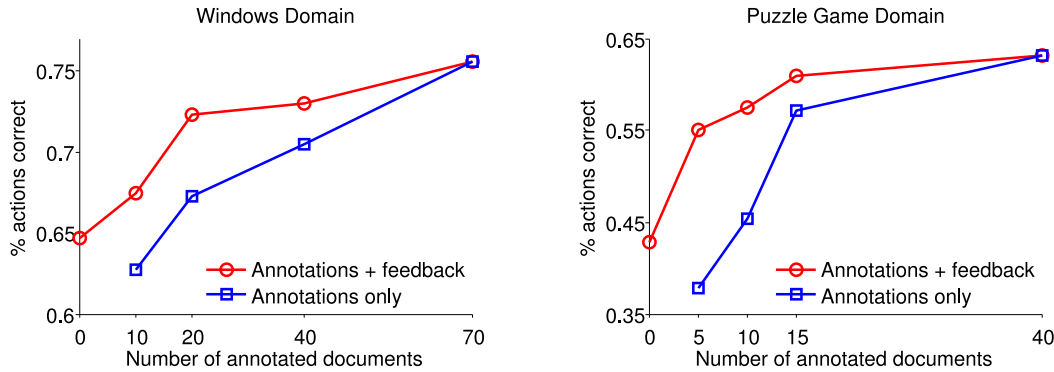 Windows Domain
0.75
0.7
0.65
0.6
% actions correct
Annotations + feedback
Annotations only
0 10 20 40 70
Number of annotated documents
Puzzle Game Domain
0.65
0.55
0.45
0.35
% actions correct
Annotations + feedback
Annotations only
0 5 10 15 40
Number of annotated documents